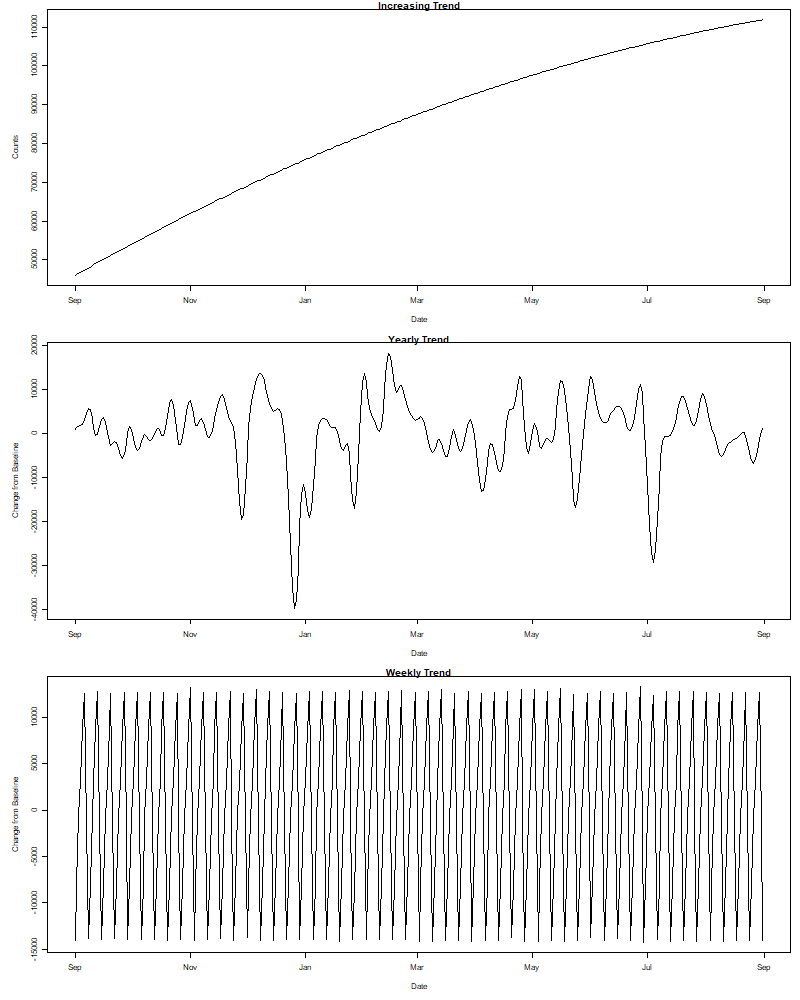 Increasing Trend
110000
100000
90000
80000
70000
60000
50000
Counts
Sep Nov Jan Mar May Jul Sep
Date
Yearly Trend
20000
10000
0
-10000
-20000
-30000
-40000
Change from Baseline
Sep Nov Jan Mar May Jul Sep
Date
Weekly Trend
10000
5000
0
-5000
-10000
-15000
Change from Baseline
Sep Nov Jan Mar May Jul Sep
Date